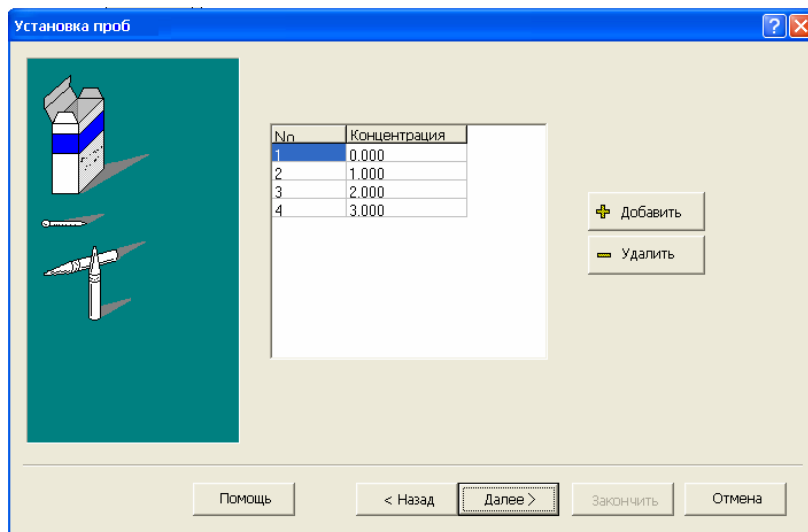 Установка проб
No Концентрация
1 0.000
2 1.000
3 2.000
4 3.000
Добавить
Удалить
Помощь < Назад Далее > Закончить Отмена